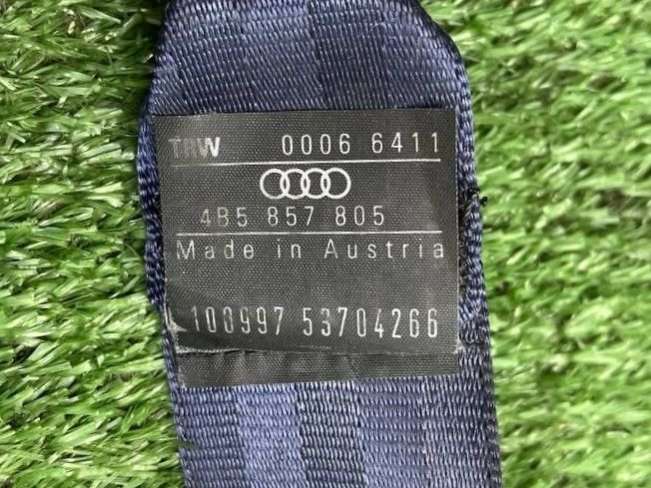 TRW 0006 6411
4B5 857 805
Made in Austria
100997 53704266